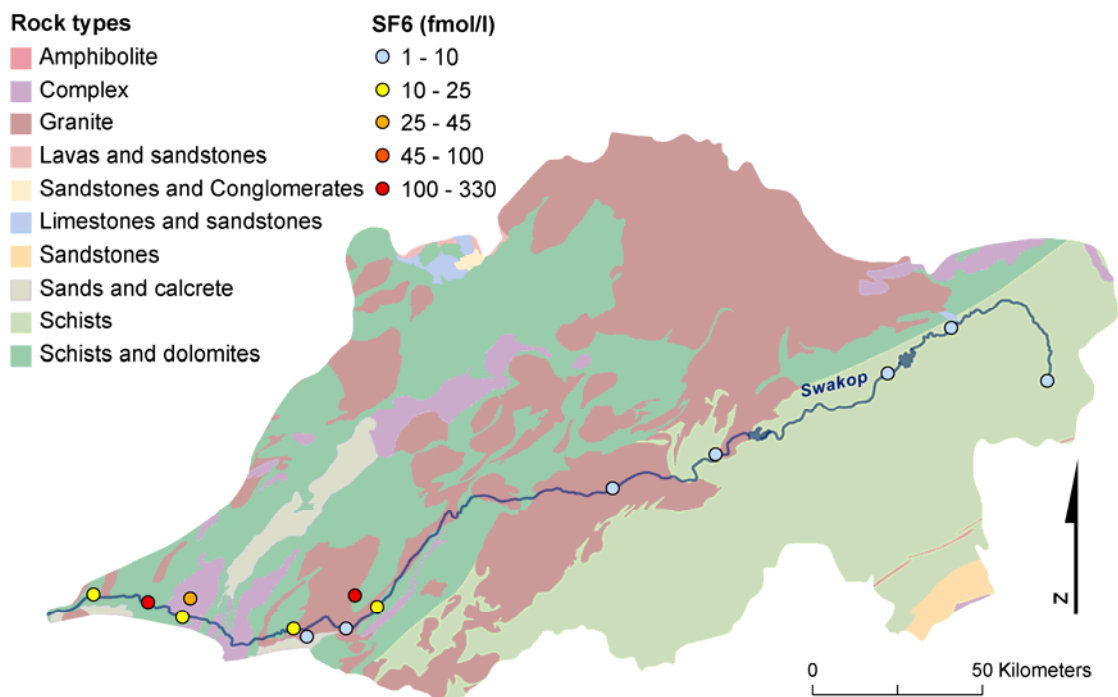 Rock types
Amphibolite
Complex
Granite
Lavas and sandstones
Sandstones and Conglomerates
Limestones and sandstones
Sandstones
Sands and calcrete
Schists
Schists and dolomites
SF6 (fmol/l)
1 - 10
10 - 25
25 - 45
45 - 100
100 - 330
Swakop
N
0 50 Kilometers